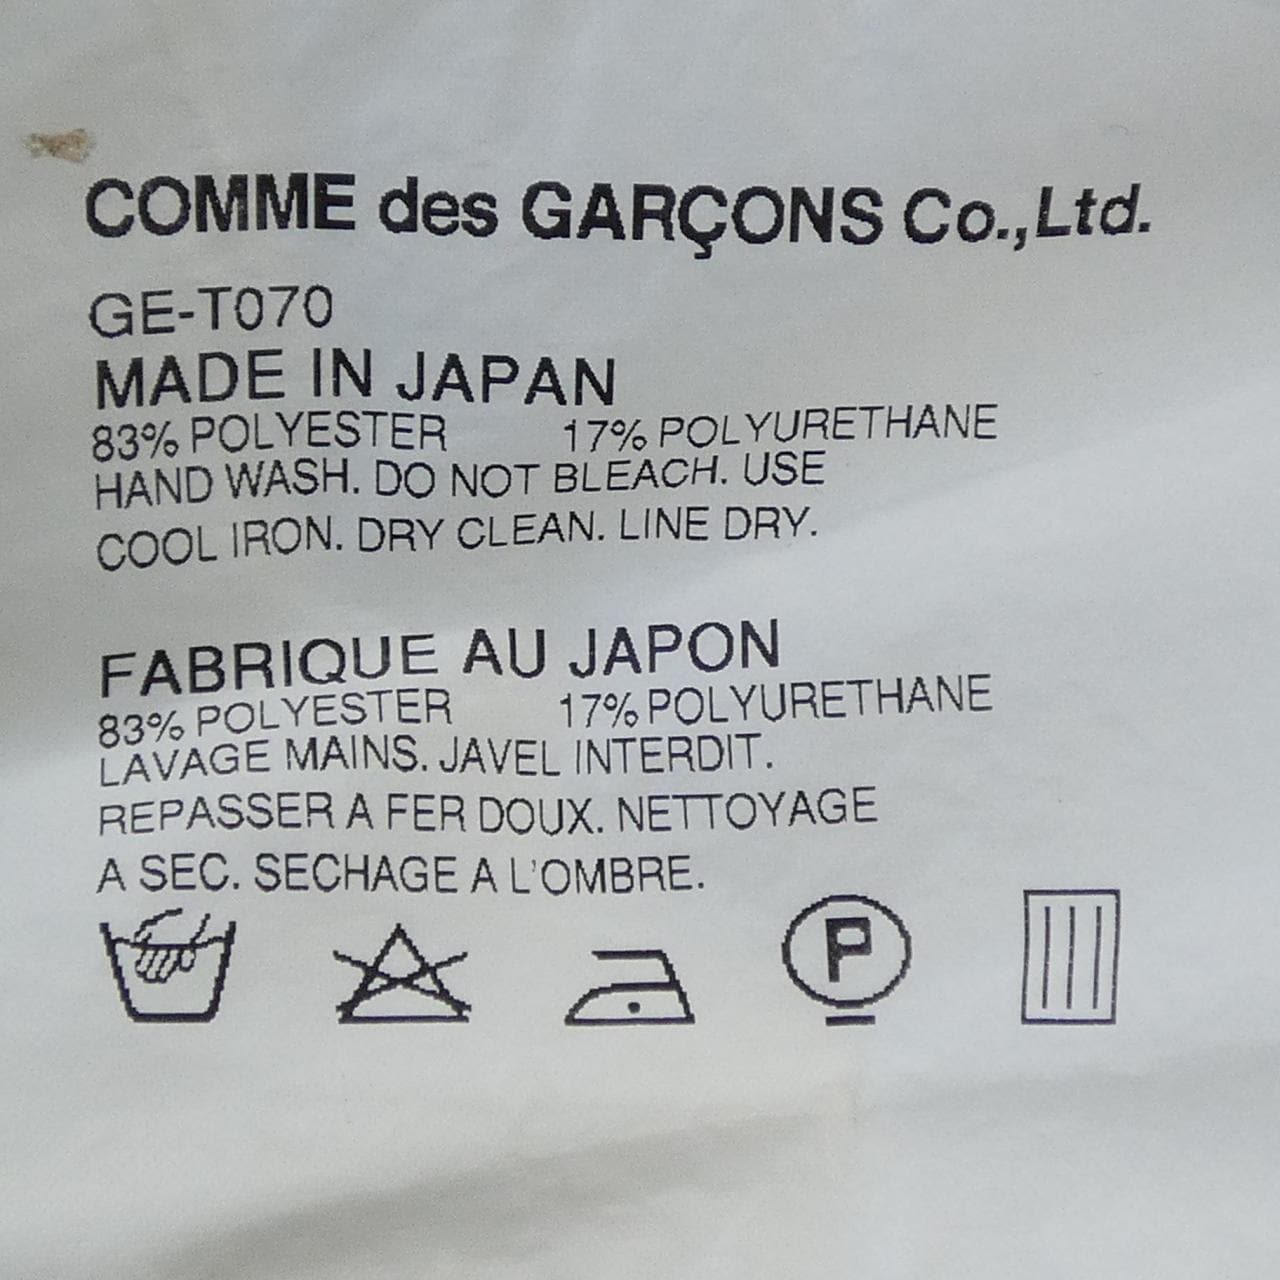 COMME des GARÇONS Co.,Ltd.
GE-T070
MADE IN JAPAN
83% POLYESTER 17% POLYURETHANE
HAND WASH. DO NOT BLEACH. USE
COOL IRON. DRY CLEAN. LINE DRY.
FABRIQUE AU JAPON
83% POLYESTER 17% POLYURETHANE
LAVAGE MAINS. JAVEL INTERDIT.
REPASSER A FER DOUX. NETTOYAGE
A SEC. SECHAGE A L'OMBRE.
P